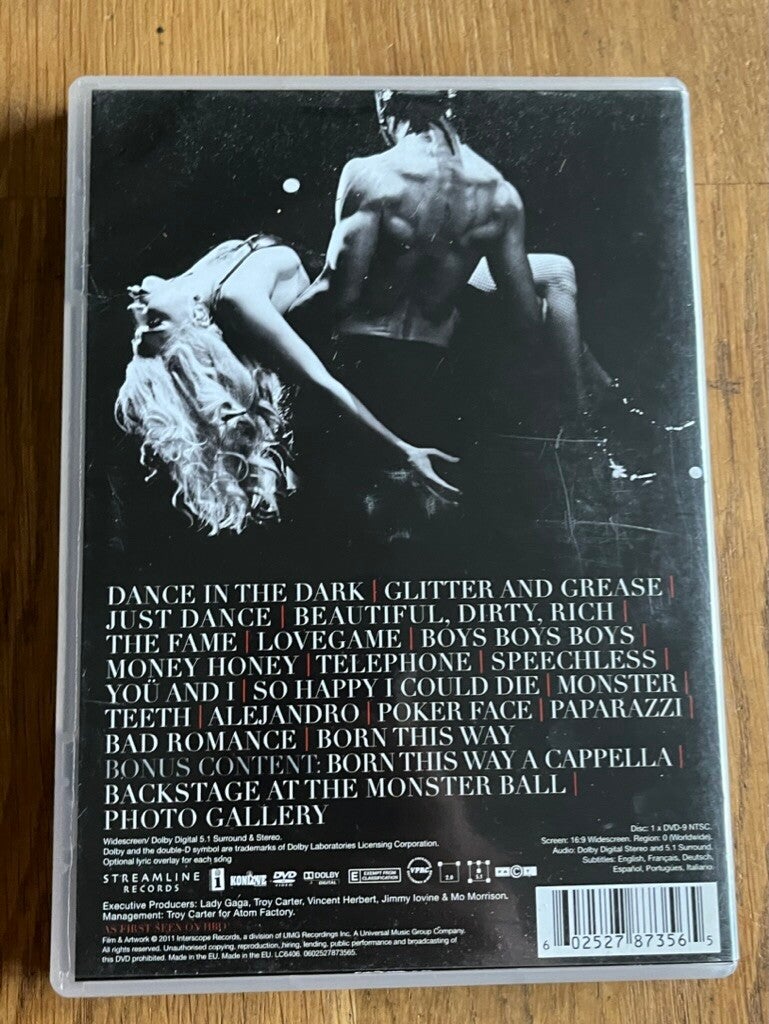 DANCE IN THE DARK | GLITTER AND GREASE |
JUST DANCE | BEAUTIFUL, DIRTY, RICH |
THE FAME | LOVEGAME | BOYS BOYS BOYS |
MONEY HONEY | TELEPHONE | SPEECHLESS |
YOÜ AND I | SO HAPPY I COULD DIE | MONSTER |
TEETH | ALEJANDRO | POKER FACE | PAPARAZZI |
BAD ROMANCE | BORN THIS WAY
BONUS CONTENT: BORN THIS WAY A CAPPELLA |
BACKSTAGE AT THE MONSTER BALL |
PHOTO GALLERY
Widescreen/ Dolby Digital 5.1 Surround & Stereo.
Dolby and the double-D symbol are trademarks of Dolby Laboratories Licensing Corporation.
Optional lyric overlay for each song
Disc: 1 x DVD-9 NTSC.
Screen: 16:9 Widescreen. Region: 0 (Worldwide).
Audio: Dolby Digital Stereo and 5.1 Surround.
Subtitles: English, Français, Deutsch,
Español, Portugües, Italiano.
STREAMLINE RECORDS i KONLIVE DVD VIDEO DOLBY DIGITAL E EXEMPT FROM CLASSIFICATION VPRC 2.0 5.1
Executive Producers: Lady Gaga, Troy Carter, Vincent Herbert, Jimmy Iovine & Mo Morrison.
Management: Troy Carter for Atom Factory.
AS FIRST SEEN ON HBO
Film & Artwork © 2011 Interscope Records, a division of UMG Recordings Inc. A Universal Music Group Company.
All rights reserved. Unauthorised copying, reproduction, hiring, lending, public performance and broadcasting of
this DVD prohibited. Made in the EU. Made in the EU. LC6406. 0602527873565.
6 02527 87356 5